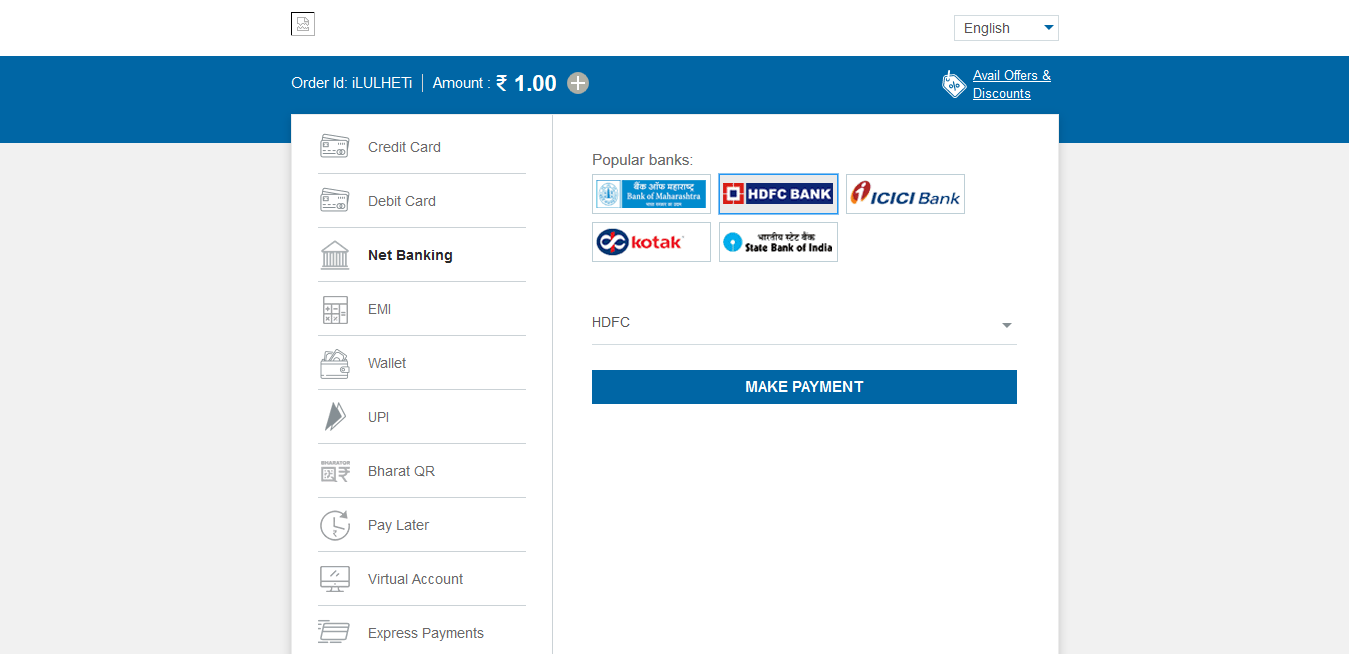 English
Order Id: iLULHETi | Amount : ₹ 1.00
Avail Offers &
Discounts
Credit Card
Debit Card
Net Banking
EMI
Wallet
UPI
BHARATQR
Bharat QR
Pay Later
Virtual Account
Express Payments
Popular banks:
बैंक ऑफ महाराष्ट्र
Bank of Maharashtra
HDFC BANK
ICICI Bank
kotak
भारतीय स्टेट बैंक
State Bank of India
HDFC
MAKE PAYMENT